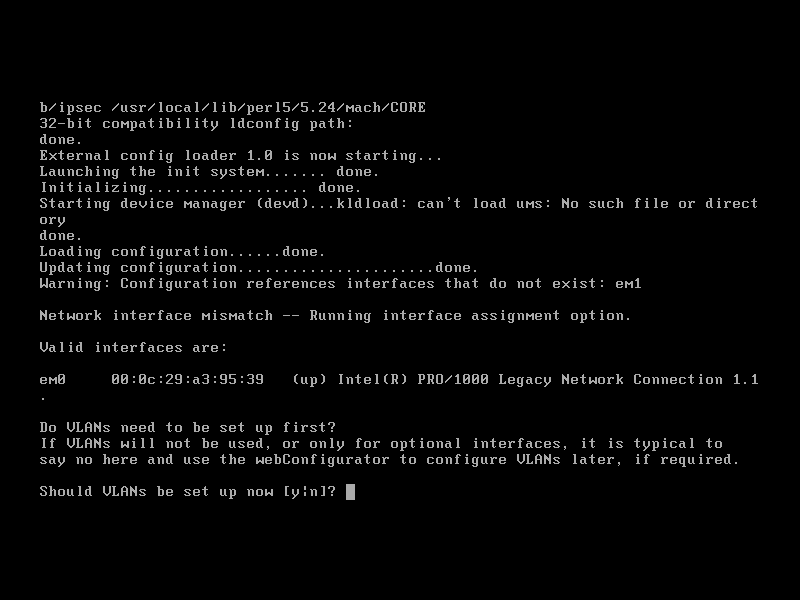 b/ipsec /usr/local/lib/perl5/5.24/mach/CORE
32-bit compatibility ldconfig path:
done.
External config loader 1.0 is now starting...
Launching the init system....... done.
Initializing.................. done.
Starting device manager (devd)...kldload: can't load ums: No such file or direct
ory
done.
Loading configuration......done.
Updating configuration......................done.
Warning: Configuration references interfaces that do not exist: em1
Network interface mismatch -- Running interface assignment option.
Valid interfaces are:
em0     00:0c:29:a3:95:39   (up) Intel(R) PRO/1000 Legacy Network Connection 1.1
.
Do VLANs need to be set up first?
If VLANs will not be used, or only for optional interfaces, it is typical to
say no here and use the webConfigurator to configure VLANs later, if required.
Should VLANs be set up now [y|n]?